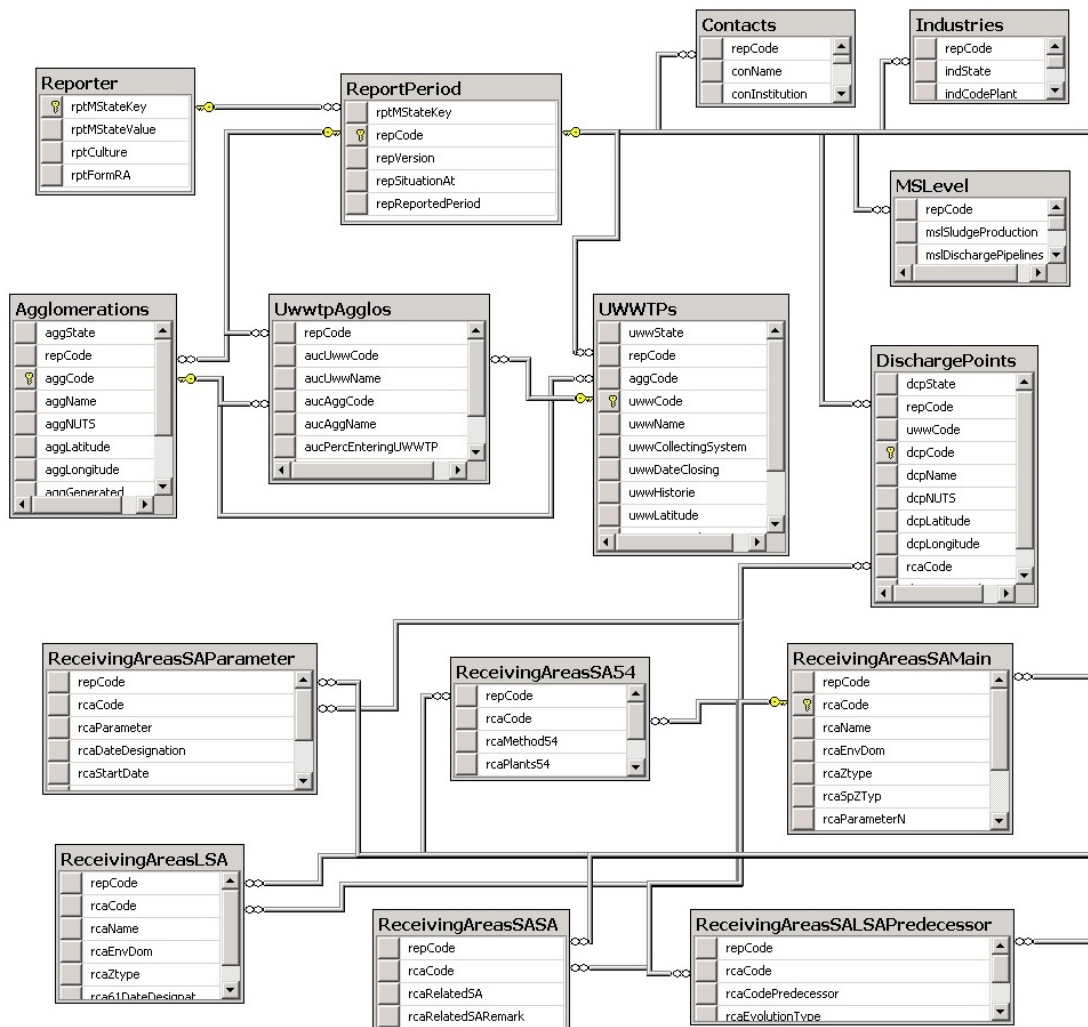 Contacts
repCode
conName
conInstitution
Industries
repCode
indState
indCodePlant
Reporter
rptMStateKey
rptMStateValue
rptCulture
rptFormRA
ReportPeriod
rptMStateKey
repCode
repVersion
repSituationAt
repReportedPeriod
MSLevel
repCode
mslSludgeProduction
mslDischargePipelines
Agglomerations
aggState
repCode
aggCode
aggName
aggNUTS
aggLatitude
aggLongitude
aggGenerated
UwwtpAgglos
repCode
aucUwwCode
aucUwwName
aucAggCode
aucAggName
aucPercEnteringUWWTP
UWWTPs
uwwState
repCode
aggCode
uwwCode
uwwName
uwwCollectingSystem
uwwDateClosing
uwwHistorie
uwwLatitude
DischargePoints
dcpState
repCode
uwwCode
dcpCode
dcpName
dcpNUTS
dcpLatitude
dcpLongitude
rcaCode
ReceivingAreasSAParameter
repCode
rcaCode
rcaParameter
rcaDateDesignation
rcaStartDate
ReceivingAreasSA54
repCode
rcaCode
rcaMethod54
rcaPlants54
ReceivingAreasSAMain
repCode
rcaCode
rcaName
rcaEnvDom
rcaZtype
rcaSpZTyp
rcaParameterN
ReceivingAreasLSA
repCode
rcaCode
rcaName
rcaEnvDom
rcaZtype
rca61DateDesignat
ReceivingAreasSASA
repCode
rcaCode
rcaRelatedSA
rcaRelatedSARemark
ReceivingAreasSALSAPredecessor
repCode
rcaCode
rcaCodePredecessor
rcaEvolutionType